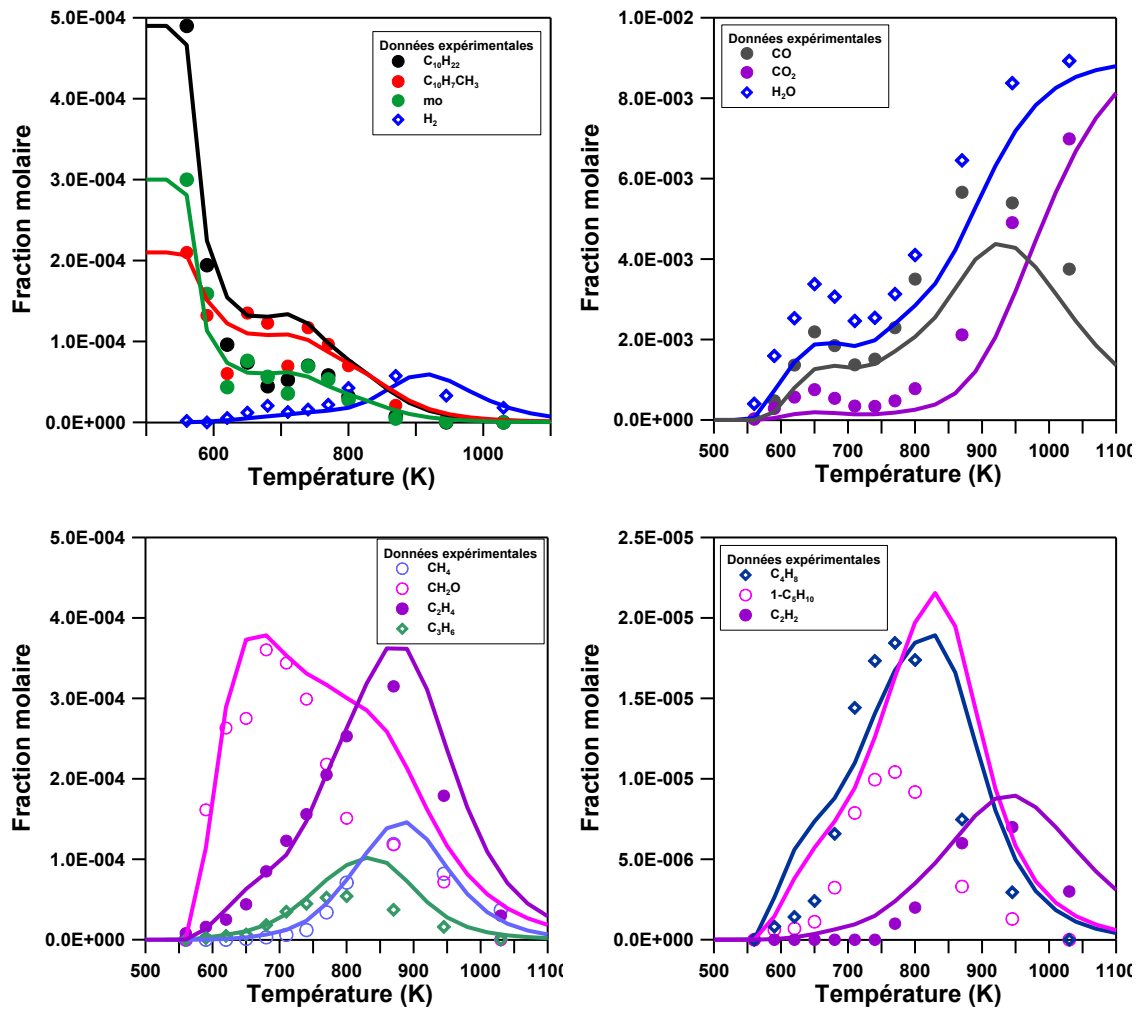 5.0E-004
4.0E-004
3.0E-004
2.0E-004
1.0E-004
0.0E+000
Fraction molaire
Données expérimentales
C₁₀H₂₂
C₁₀H₇CH₃
mo
H₂
600
800
1000
Température (K)
1.0E-002
8.0E-003
6.0E-003
4.0E-003
2.0E-003
0.0E+000
Fraction molaire
Données expérimentales
CO
CO₂
H₂O
500
600
700
800
900
1000
1100
Température (K)
5.0E-004
4.0E-004
3.0E-004
2.0E-004
1.0E-004
0.0E+000
Fraction molaire
Données expérimentales
CH₄
CH₂O
C₂H₄
C₃H₆
500
600
700
800
900
1000
1100
Température (K)
2.5E-005
2.0E-005
1.5E-005
1.0E-005
5.0E-006
0.0E+000
Fraction molaire
Données expérimentales
C₄H₈
1-C₅H₁₀
C₂H₂
500
600
700
800
900
1000
1100
Température (K)